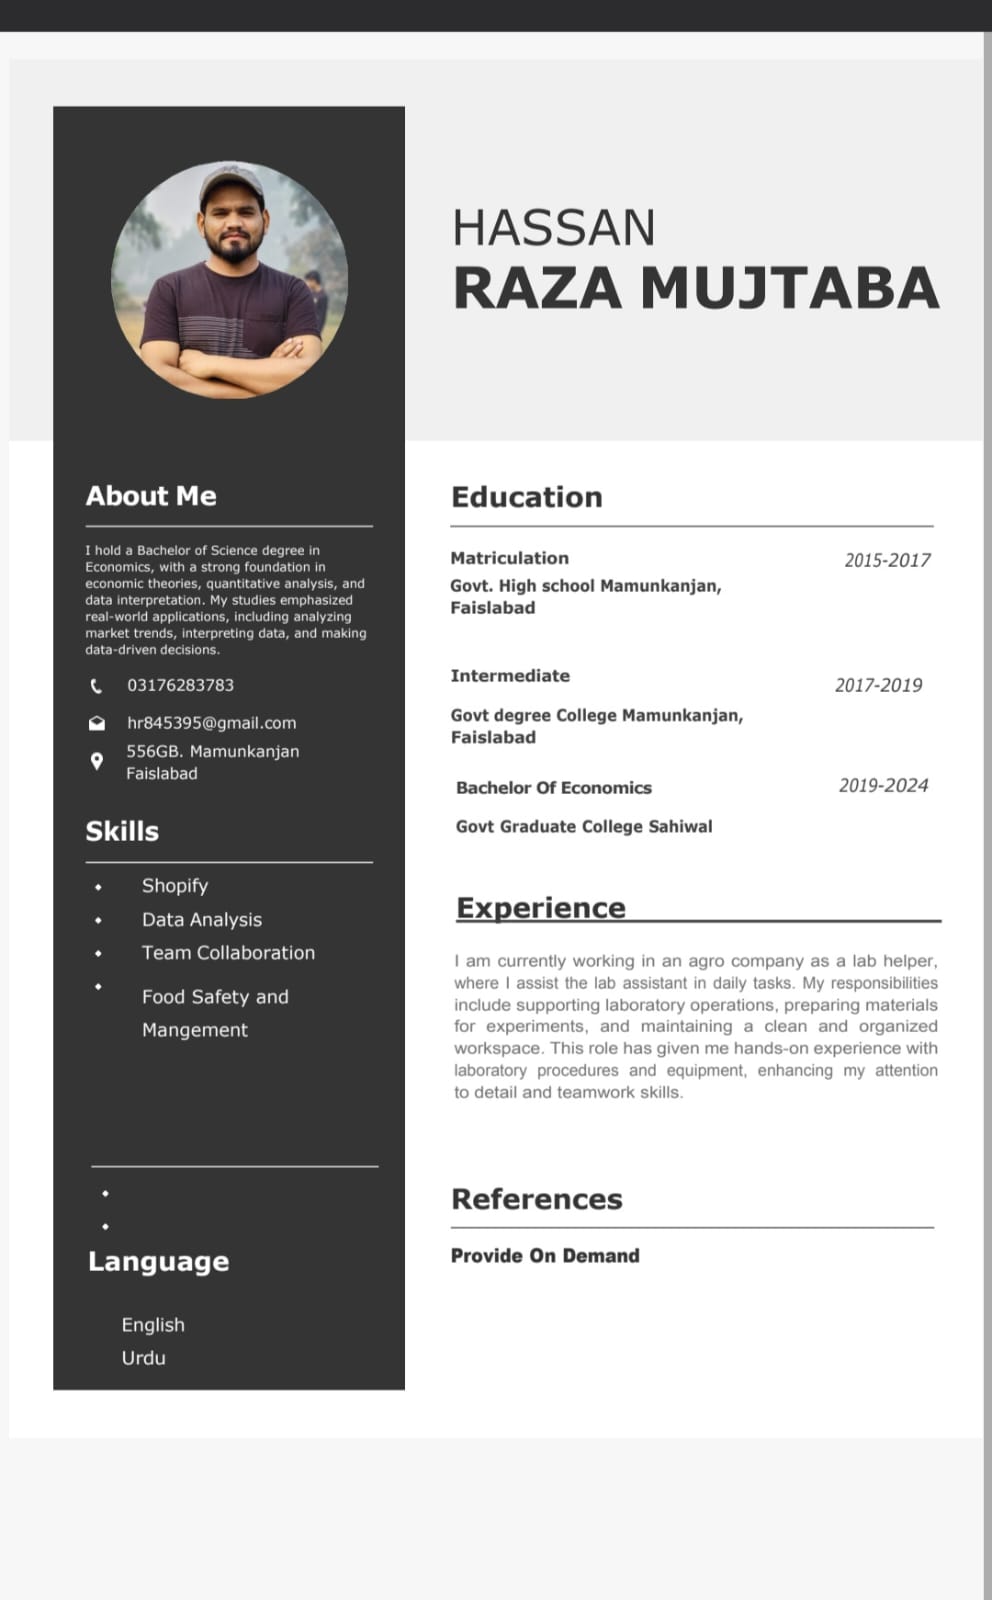 HASSAN
RAZA MUJTABA
About Me
I hold a Bachelor of Science degree in
Economics, with a strong foundation in
economic theories, quantitative analysis, and
data interpretation. My studies emphasized
real-world applications, including analyzing
market trends, interpreting data, and making
data-driven decisions.
03176283783
hr845395@gmail.com
556GB. Mamunkanjan
Faislabad
Skills
Shopify
Data Analysis
Team Collaboration
Food Safety and
Mangement
Language
English
Urdu
Education
Matriculation 2015-2017
Govt. High school Mamunkanjan,
Faislabad
Intermediate 2017-2019
Govt degree College Mamunkanjan,
Faislabad
Bachelor Of Economics 2019-2024
Govt Graduate College Sahiwal
Experience
I am currently working in an agro company as a lab helper,
where I assist the lab assistant in daily tasks. My responsibilities
include supporting laboratory operations, preparing materials
for experiments, and maintaining a clean and organized
workspace. This role has given me hands-on experience with
laboratory procedures and equipment, enhancing my attention
to detail and teamwork skills.
References
Provide On Demand